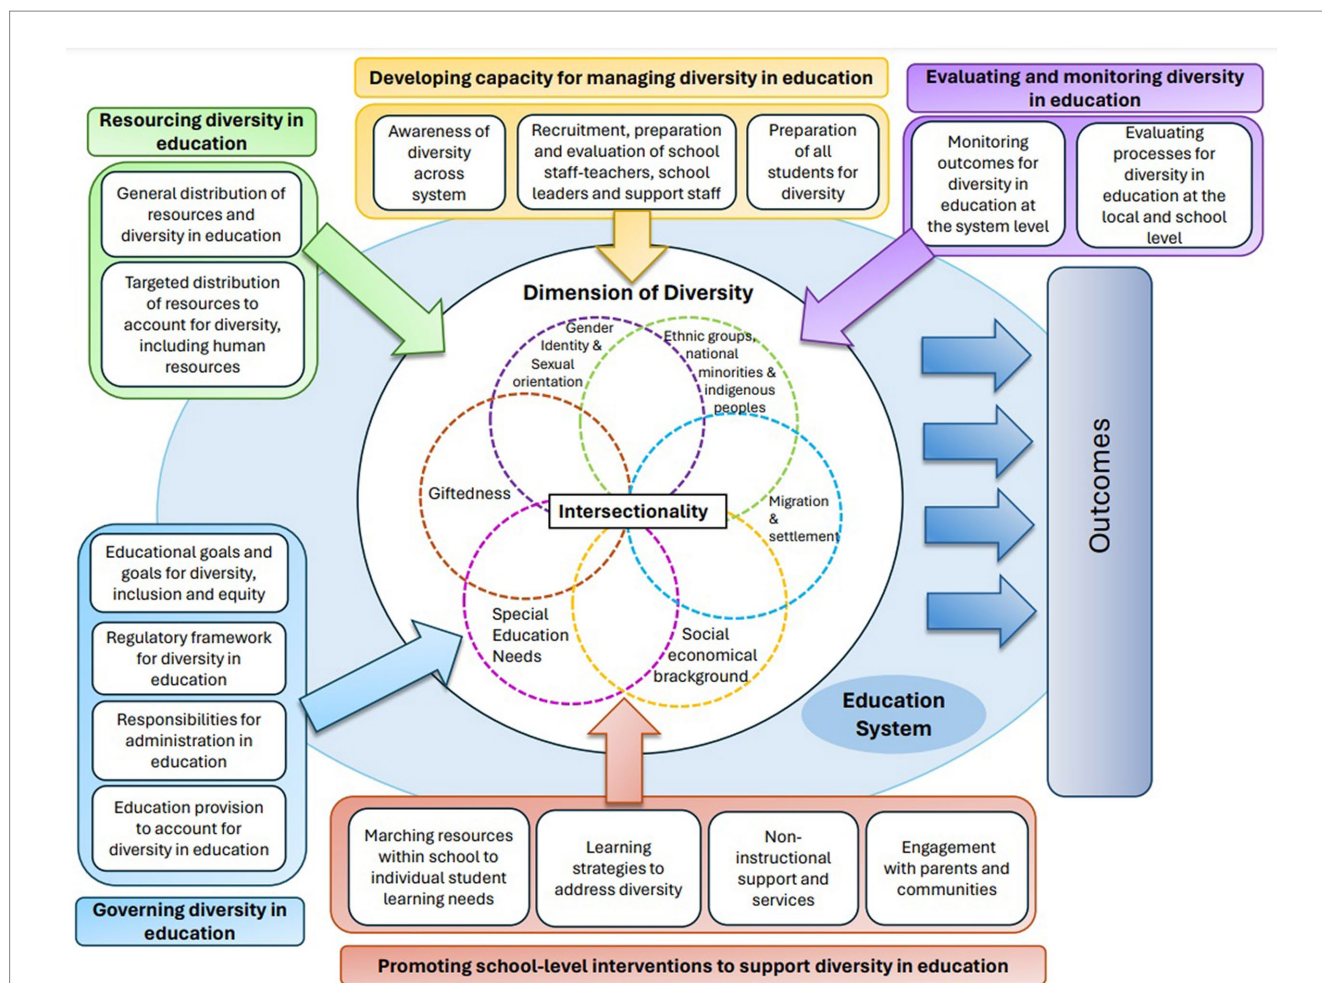 Developing capacity for managing diversity in education
Awareness of
diversity
across
system
Recruitment, preparation
and evaluation of school
staff-teachers, school
leaders and support staff
Preparation
of all
students for
diversity
Evaluating and monitoring diversity
in education
Monitoring
outcomes for
diversity in
education at
the system level
Evaluating
processes for
diversity in
education at the
local and school
level
Resourcing diversity in
education
General distribution of
resources and
diversity in education
Targeted distribution
of resources to
account for diversity,
including human
resources
Dimension of Diversity
Gender
Identity &
Sexual
orientation
Ethnic groups,
national
minorities &
indigenous
peoples
Giftedness
Intersectionality
Migration
&
settlement
Special
Education
Needs
Social
economical
brackground
Outcomes
Education
System
Educational goals and
goals for diversity,
inclusion and equity
Regulatory framework
for diversity in
education
Responsibilities for
administration in
education
Education provision
to account for
diversity in education
Governing diversity in
education
Marching resources
within school to
individual student
learning needs
Learning
strategies to
address diversity
Non-
instructional
support and
services
Engagement
with parents and
communities
Promoting school-level interventions to support diversity in education